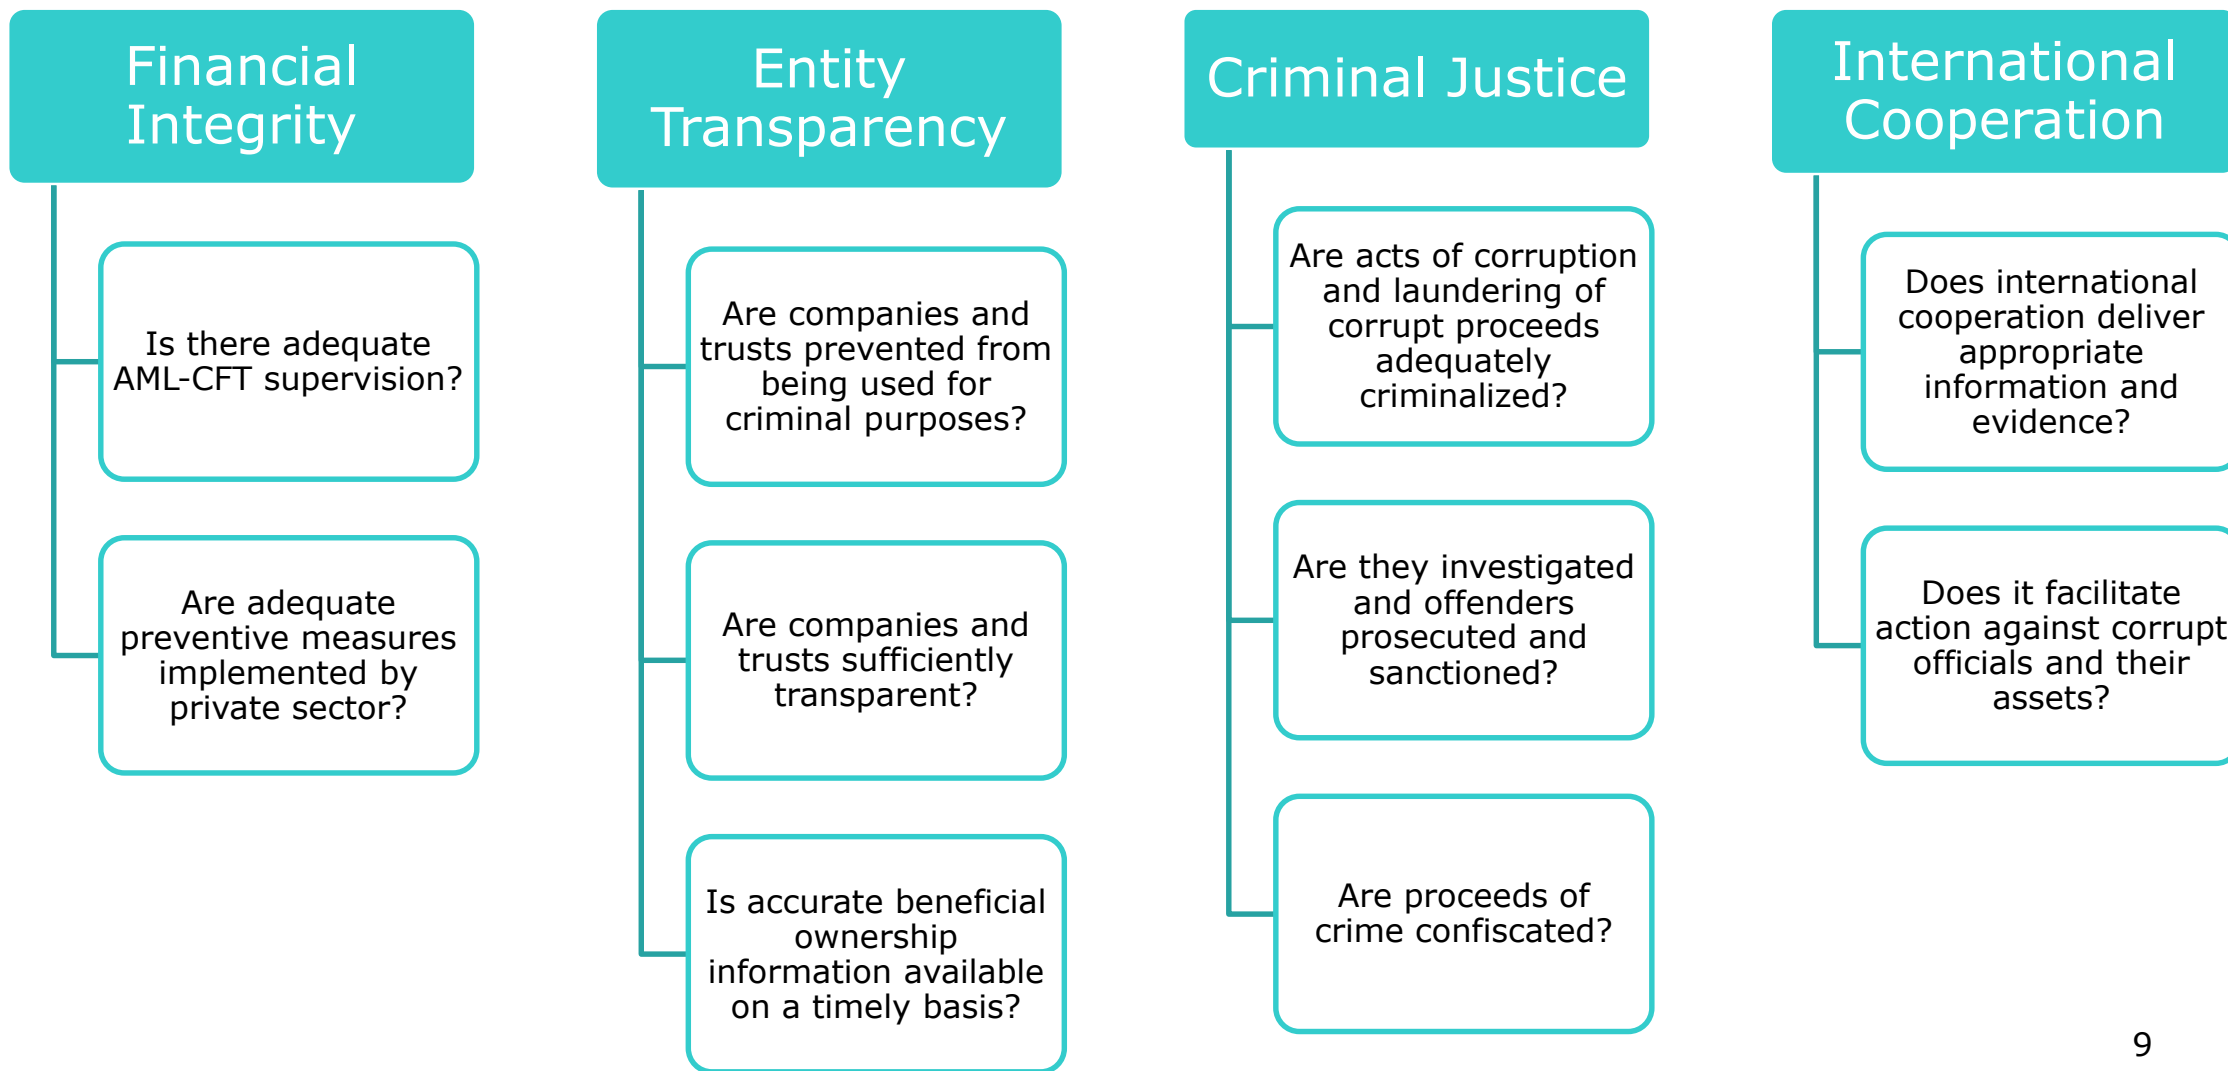 Financial
Integrity
Is there adequate
AML-CFT supervision?
Are adequate
preventive measures
implemented by
private sector?
Entity
Transparency
Are companies and
trusts prevented from
being used for
criminal purposes?
Are companies and
trusts sufficiently
transparent?
Is accurate beneficial
ownership
information available
on a timely basis?
Criminal Justice
Are acts of corruption
and laundering of
corrupt proceeds
adequately
criminalized?
Are they investigated
and offenders
prosecuted and
sanctioned?
Are proceeds of
crime confiscated?
International
Cooperation
Does international
cooperation deliver
appropriate
information and
evidence?
Does it facilitate
action against corrupt
officials and their
assets?
9